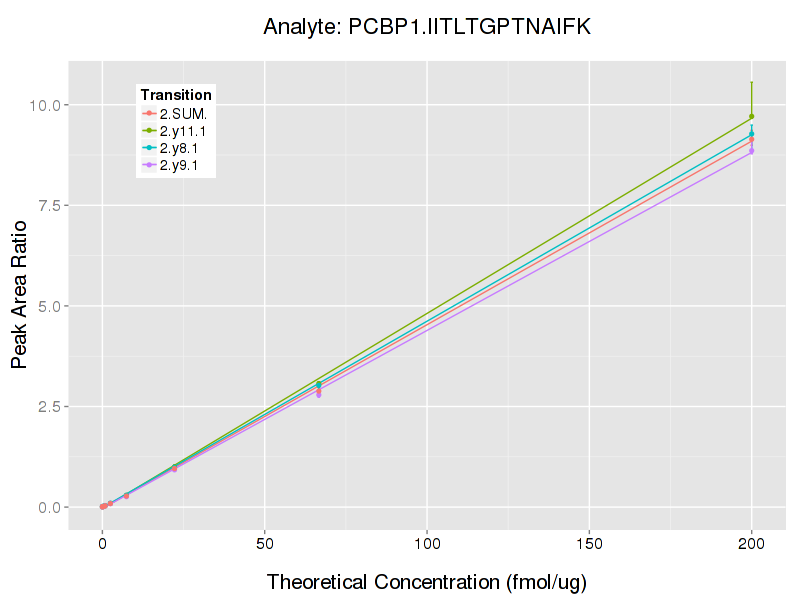 Analyte: PCBP1.IITLTGPTNAIFK
Transition
2.SUM.
2.y11.1
2.y8.1
2.y9.1
10.0
7.5
5.0
2.5
0.0
Peak Area Ratio
0 50 100 150 200
Theoretical Concentration (fmol/ug)